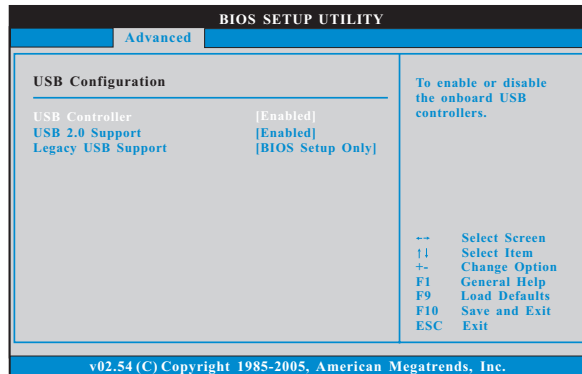 BIOS SETUP UTILITY
Advanced
USB Configuration
USB Controller [Enabled]
USB 2.0 Support [Enabled]
Legacy USB Support [BIOS Setup Only]
To enable or disable
the onboard USB
controllers.
←→ Select Screen
↑↓ Select Item
+- Change Option
F1 General Help
F9 Load Defaults
F10 Save and Exit
ESC Exit
v02.54 (C) Copyright 1985-2005, American Megatrends, Inc.